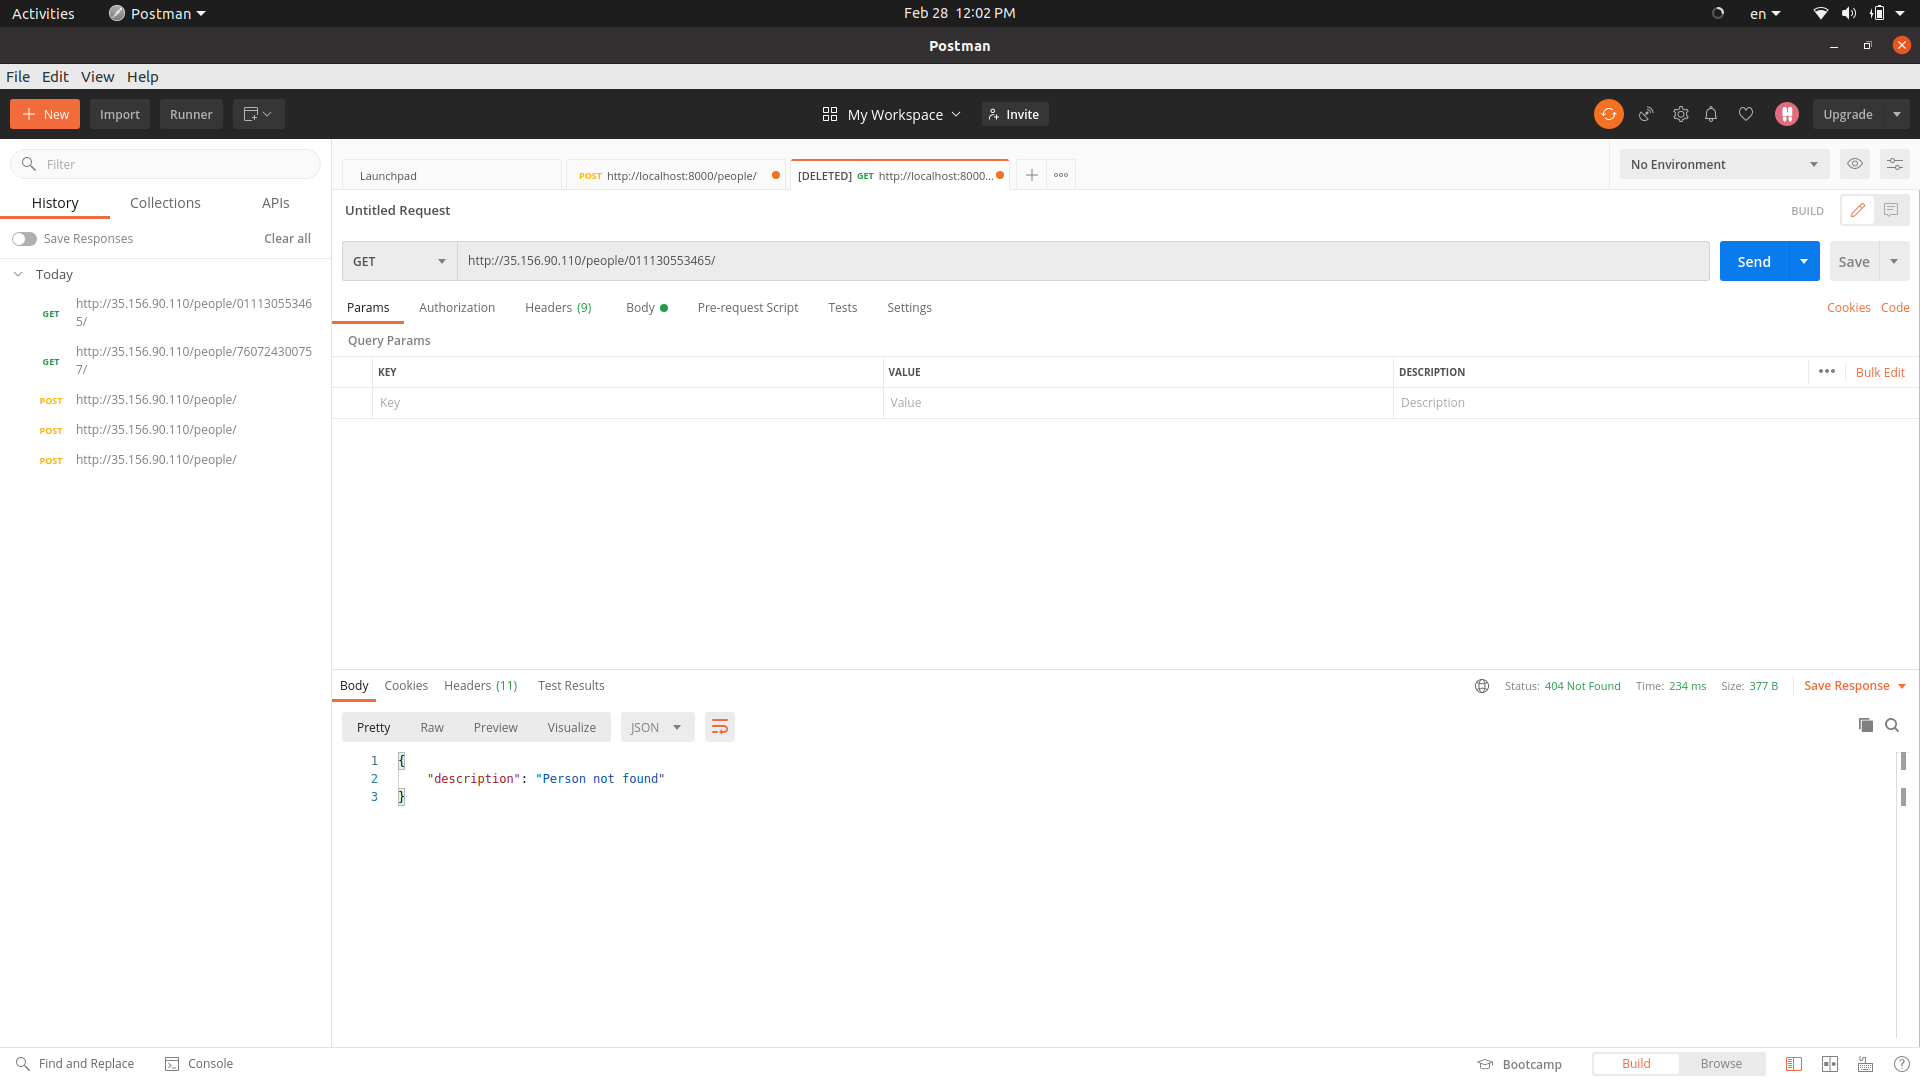 Activities Postman Feb 28 12:02 PM en
Postman
File Edit View Help
New Import Runner My Workspace Invite Upgrade
Filter
History Collections APIs
Save Responses Clear all
Today
GET http://35.156.90.110/people/01113055346
5/
GET http://35.156.90.110/people/76072430075
7/
POST http://35.156.90.110/people/
POST http://35.156.90.110/people/
POST http://35.156.90.110/people/
Launchpad POST http://localhost:8000/people/ [DELETED] GET http://localhost:8000... No Environment
Untitled Request BUILD
GET http://35.156.90.110/people/011130553465/ Send Save
Params Authorization Headers (9) Body Pre-request Script Tests Settings Cookies Code
Query Params
KEY VALUE DESCRIPTION Bulk Edit
Key Value Description
Body Cookies Headers (11) Test Results Status: 404 Not Found Time: 234 ms Size: 377 B Save Response
Pretty Raw Preview Visualize JSON
1 {
2 "description": "Person not found"
3 }
Find and Replace Console Bootcamp Build Browse